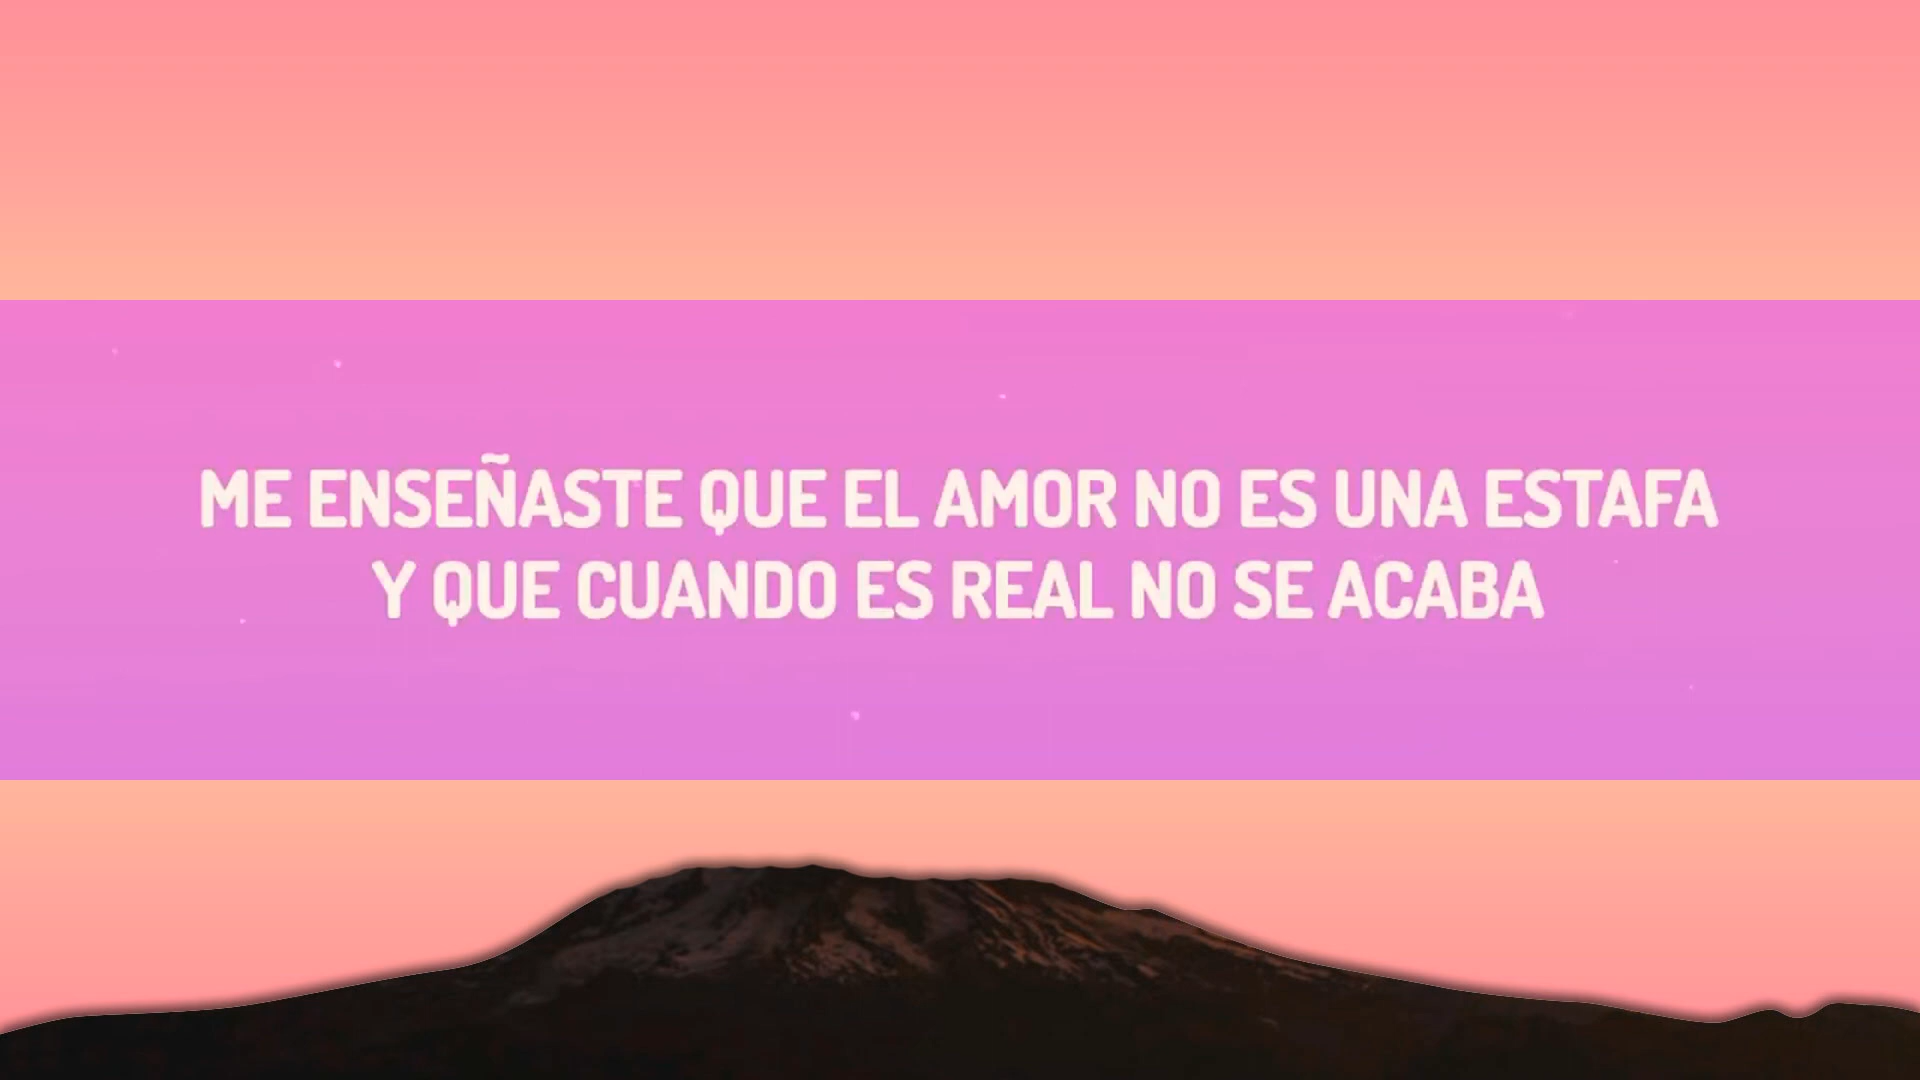 ME ENSEÑASTE QUE EL AMOR NO ES UNA ESTAFA
Y QUE CUANDO ES REAL NO SE ACABA